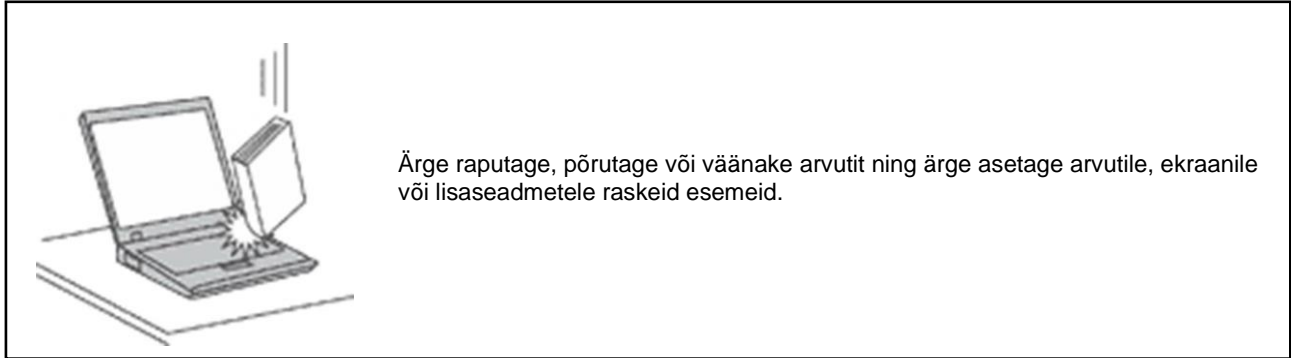 Ärge raputage, põrutage või väänake arvutit ning ärge asetage arvutile, ekraanile
või lisaseadmetele raskeid esemeid.